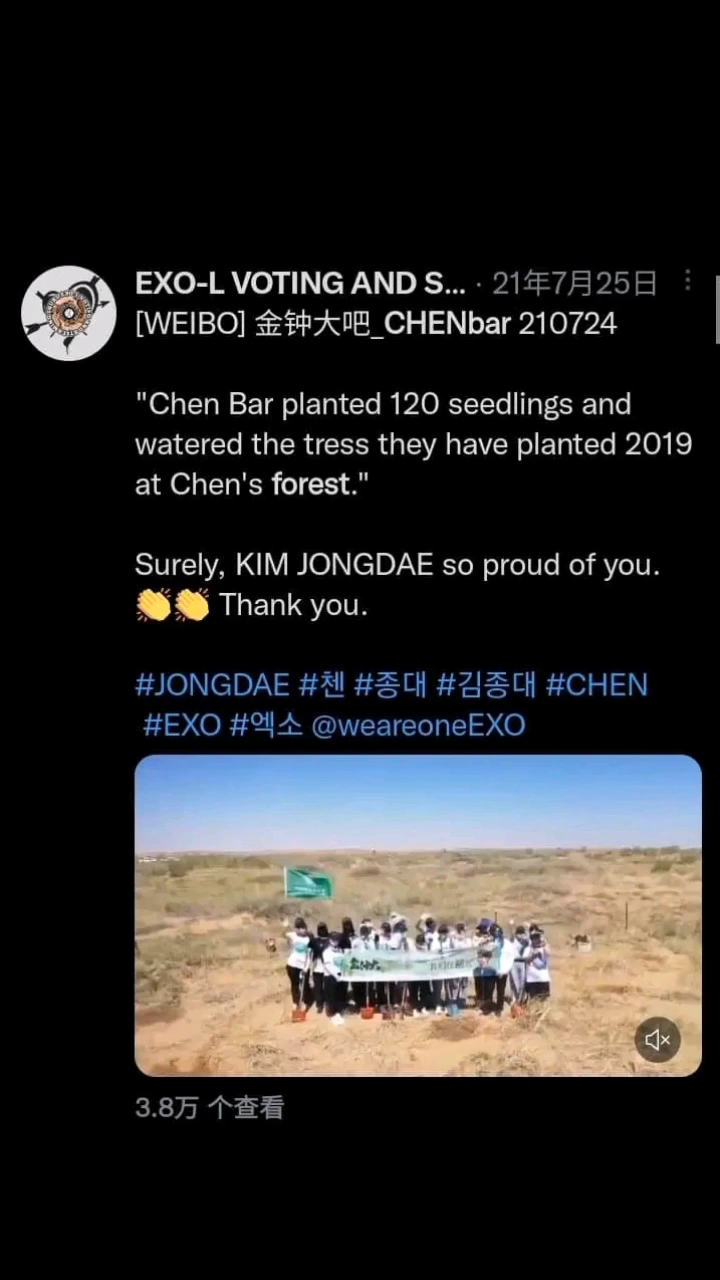 EXO-L VOTING AND S... · 21年7月25日
[WEIBO] 金钟大吧_CHENbar 210724
"Chen Bar planted 120 seedlings and
watered the tress they have planted 2019
at Chen's forest."
Surely, KIM JONGDAE so proud of you.
👏👏 Thank you.
#JONGDAE #첸 #종대 #김종대 #CHEN
#EXO #엑소 @weareoneEXO
3.8万 个查看